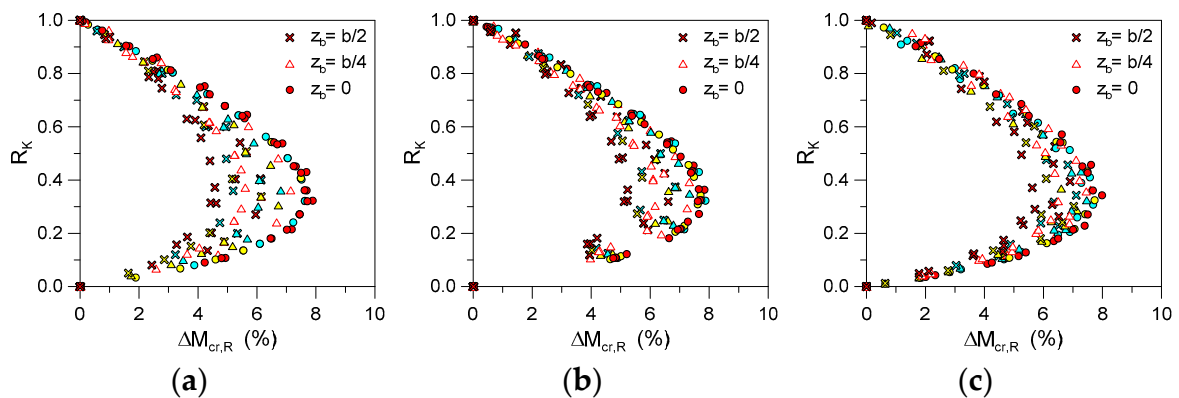 1.0
0.8
0.6
0.4
0.2
0.0
R_K
0 2 4 6 8 10
ΔM_cr,R (%)
z_b= b/2
z_b= b/4
z_b= 0
(a)
1.0
0.8
0.6
0.4
0.2
0.0
R_K
0 2 4 6 8 10
ΔM_cr,R (%)
z_b= b/2
z_b= b/4
z_b= 0
(b)
1.0
0.8
0.6
0.4
0.2
0.0
R_K
0 2 4 6 8 10
ΔM_cr,R (%)
z_b= b/2
z_b= b/4
z_b= 0
(c)